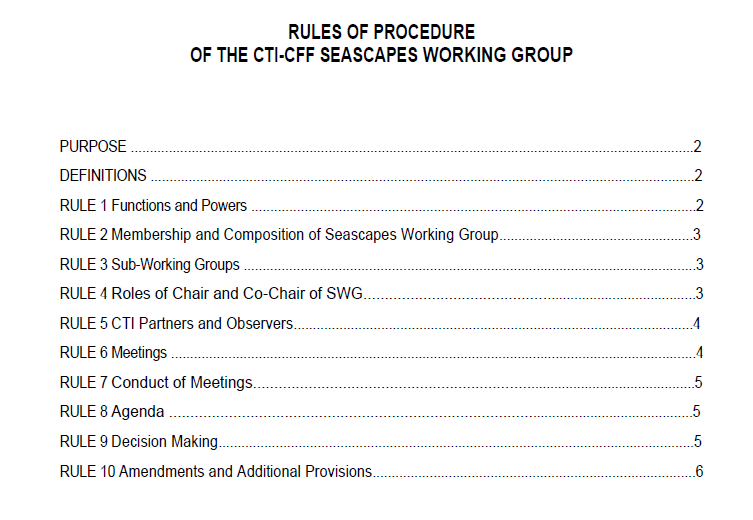 RULES OF PROCEDURE
OF THE CTI-CFF SEASCAPES WORKING GROUP
PURPOSE ........................................................................2
DEFINITIONS ........................................................................2
RULE 1 Functions and Powers ........................................................................2
RULE 2 Membership and Composition of Seascapes Working Group........................................................................3
RULE 3 Sub-Working Groups ........................................................................3
RULE 4 Roles of Chair and Co-Chair of SWG........................................................................3
RULE 5 CTI Partners and Observers........................................................................4
RULE 6 Meetings ........................................................................4
RULE 7 Conduct of Meetings........................................................................5
RULE 8 Agenda ........................................................................5
RULE 9 Decision Making........................................................................5
RULE 10 Amendments and Additional Provisions........................................................................6